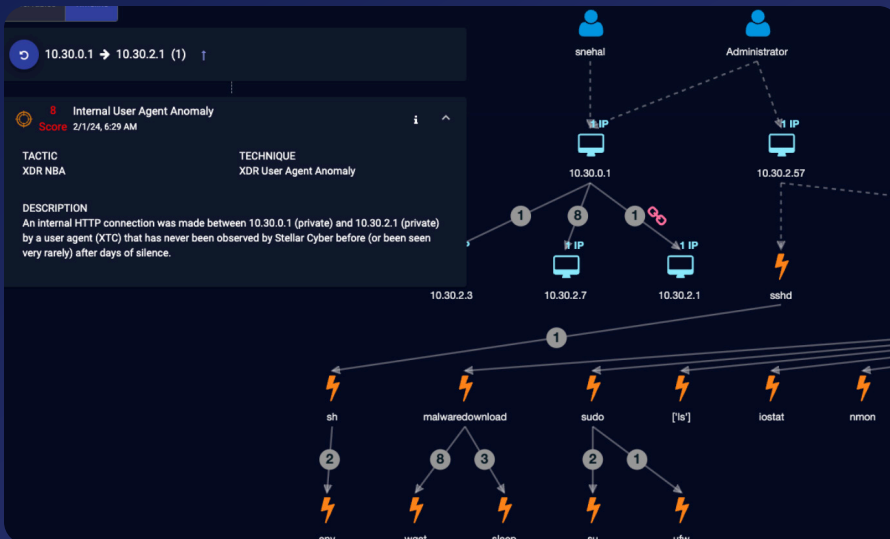 10.30.0.1 → 10.30.2.1 (1) ↑
8
Score
Internal User Agent Anomaly
2/1/24, 6:29 AM
i
TACTIC
XDR NBA
TECHNIQUE
XDR User Agent Anomaly
DESCRIPTION
An internal HTTP connection was made between 10.30.0.1 (private) and 10.30.2.1 (private)
by a user agent (XTC) that has never been observed by Stellar Cyber before (or been seen
very rarely) after days of silence.
snehal
Administrator
1 IP
1 IP
10.30.0.1
10.30.2.57
1
8
1
IP
1 IP
10.30.2.3
10.30.2.7
10.30.2.1
sshd
1
sh
malwaredownload
sudo
['ls']
iostat
nmon
2
8
3
2
1
env
wget
sleep
su
ufw